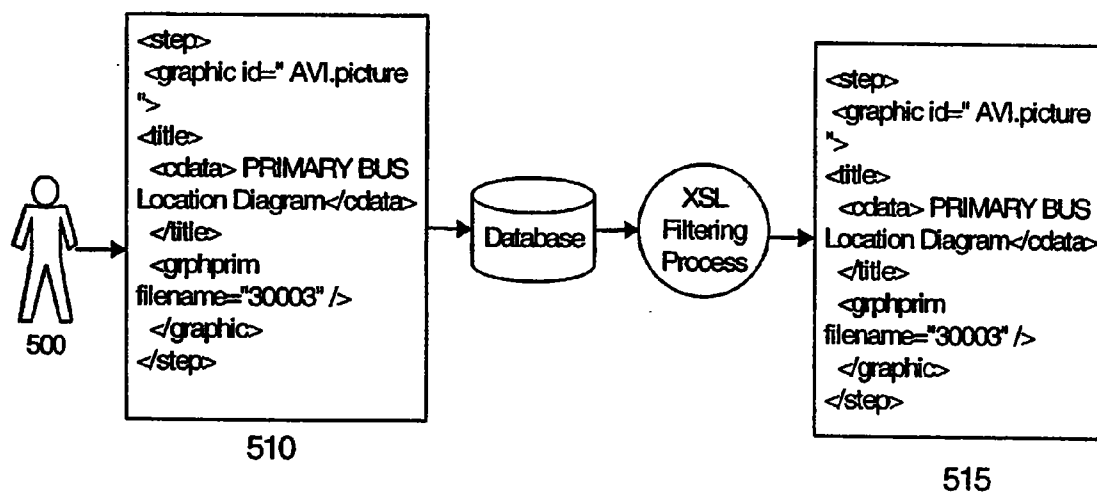 <step>
<graphic id=" AVI.picture
">
<title>
<cdata> PRIMARY BUS
Location Diagram</cdata>
</title>
<grphprim
filename="30003" />
</graphic>
</step>
500
510
Database
XSL
Filtering
Process
<step>
<graphic id=" AVI.picture
">
<title>
<cdata> PRIMARY BUS
Location Diagram</cdata>
</title>
<grphprim
filename="30003" />
</graphic>
</step>
515